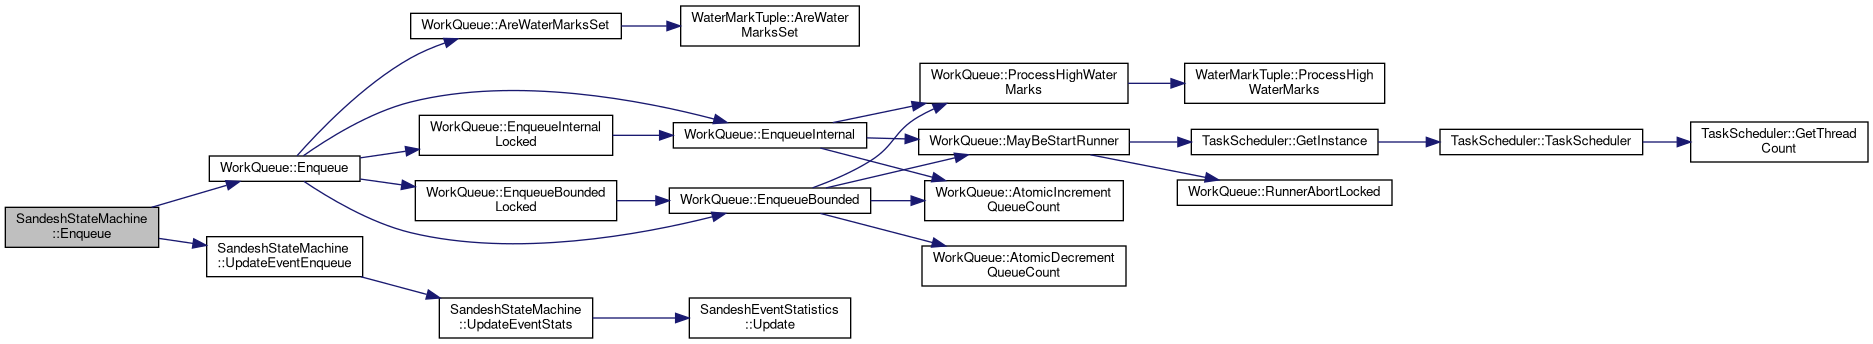 SandeshStateMachine
::Enqueue
WorkQueue::Enqueue
SandeshStateMachine
::UpdateEventEnqueue
WorkQueue::AreWaterMarksSet
WorkQueue::EnqueueInternal
Locked
WorkQueue::EnqueueBounded
Locked
SandeshStateMachine
::UpdateEventStats
WaterMarkTuple::AreWater
MarksSet
WorkQueue::EnqueueInternal
WorkQueue::EnqueueBounded
SandeshEventStatistics
::Update
WorkQueue::ProcessHighWater
Marks
WorkQueue::MayBeStartRunner
WorkQueue::AtomicIncrement
QueueCount
WorkQueue::AtomicDecrement
QueueCount
WaterMarkTuple::ProcessHigh
WaterMarks
TaskScheduler::GetInstance
WorkQueue::RunnerAbortLocked
TaskScheduler::TaskScheduler
TaskScheduler::GetThread
Count